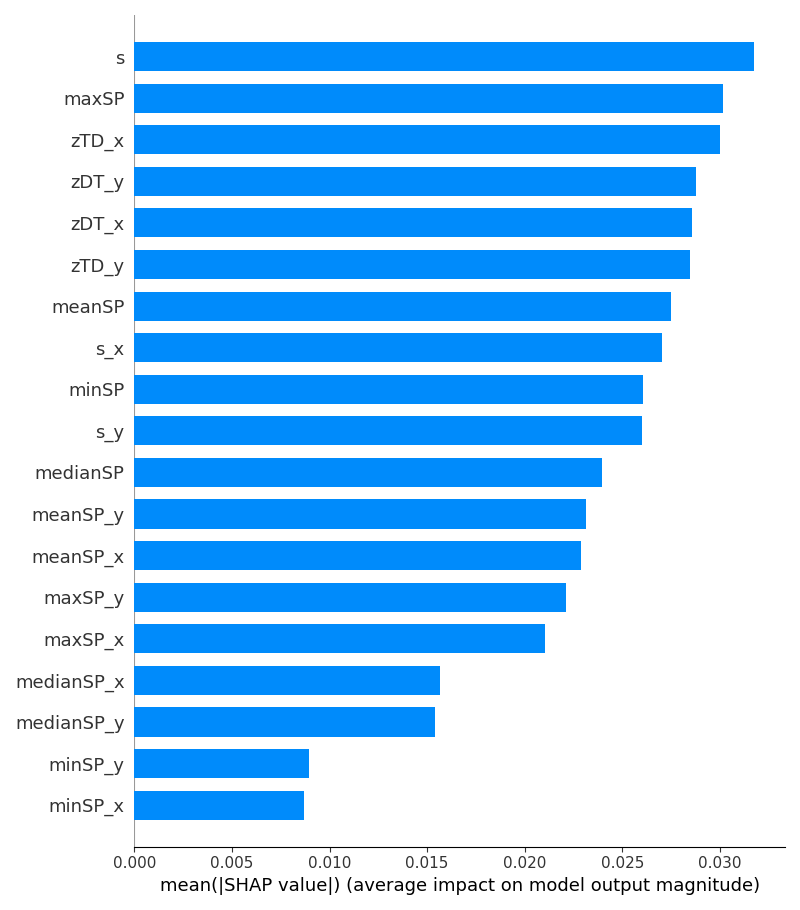 s
maxSP
zTD_x
zDT_y
zDT_x
zTD_y
meanSP
s_x
minSP
s_y
medianSP
meanSP_y
meanSP_x
maxSP_y
maxSP_x
medianSP_x
medianSP_y
minSP_y
minSP_x
0.000 0.005 0.010 0.015 0.020 0.025 0.030
mean(|SHAP value|) (average impact on model output magnitude)